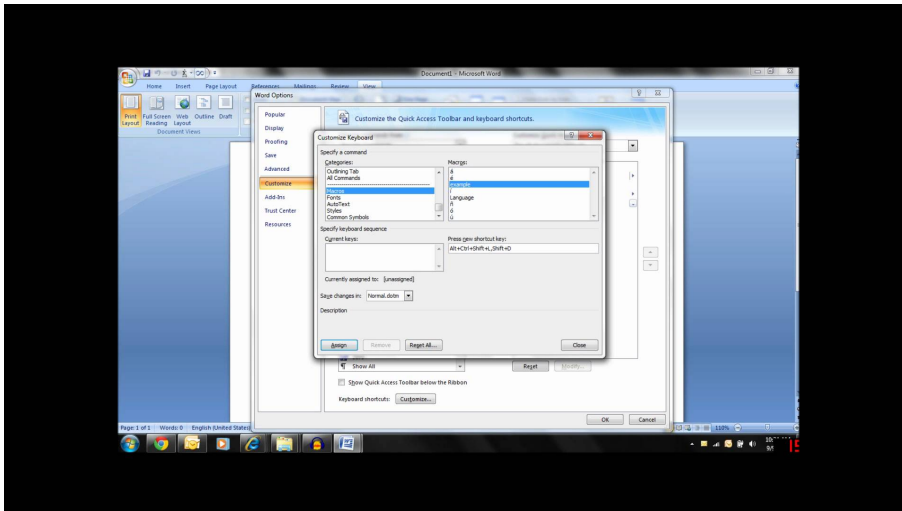 Document1 - Microsoft Word
Home Insert Page Layout References Mailings Review View
Print Layout
Full Screen Reading
Web Layout
Outline
Draft
Document Views
Word Options
Popular
Display
Proofing
Save
Advanced
Customize
Add-Ins
Trust Center
Resources
Customize the Quick Access Toolbar and keyboard shortcuts.
Customize Keyboard
Specify a command
Categories:
Outlining Tab
All Commands
Macros
Fonts
AutoText
Styles
Common Symbols
Macros:
á
é
example
í
Language
ñ
ó
ú
Specify keyboard sequence
Current keys:
Press new shortcut key:
Alt+Ctrl+Shift+L,Shift+D
Currently assigned to: [unassigned]
Save changes in: Normal.dotm
Description
Assign Remove Reset All... Close
Show All
Reset Modify...
Show Quick Access Toolbar below the Ribbon
Keyboard shortcuts: Customize...
OK Cancel
Page: 1 of 1 Words: 0 English (United States)
110%